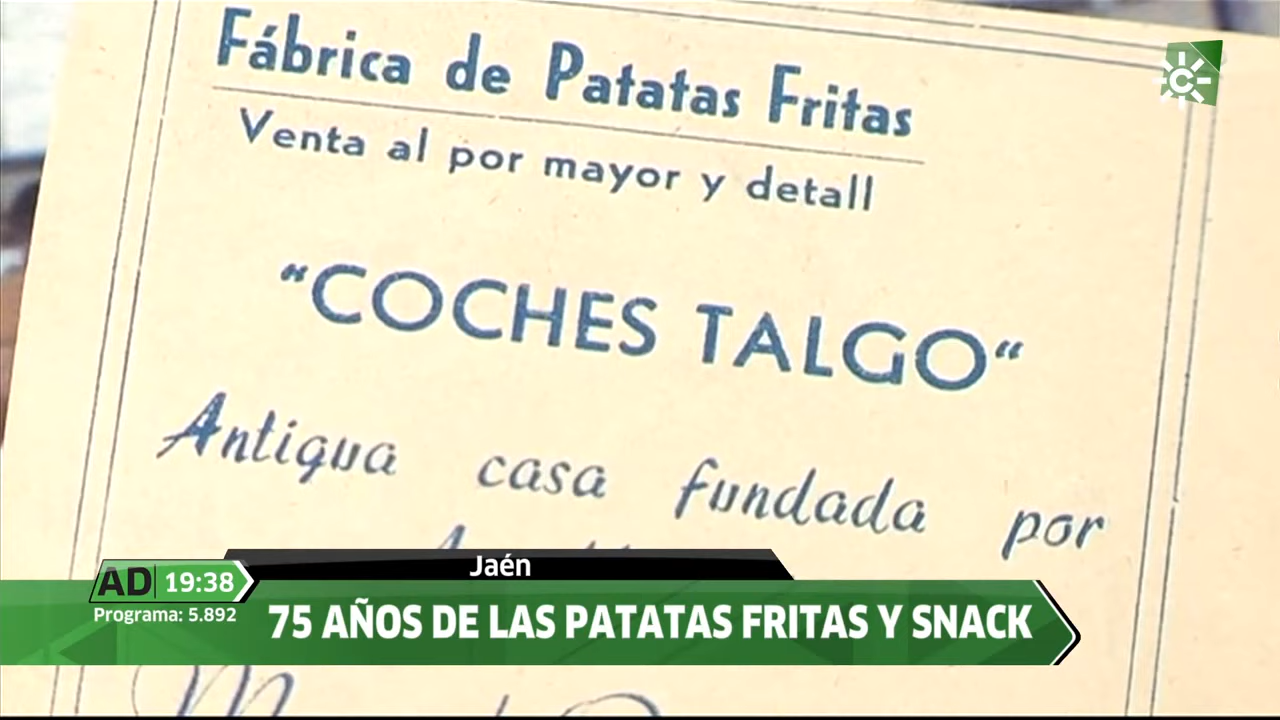 Fábrica de Patatas Fritas
Venta al por mayor y detall
“COCHES TALGO“
Antigua casa fundada por
Jaén
AD 19:38
Programa: 5.892
75 AÑOS DE LAS PATATAS FRITAS Y SNACK